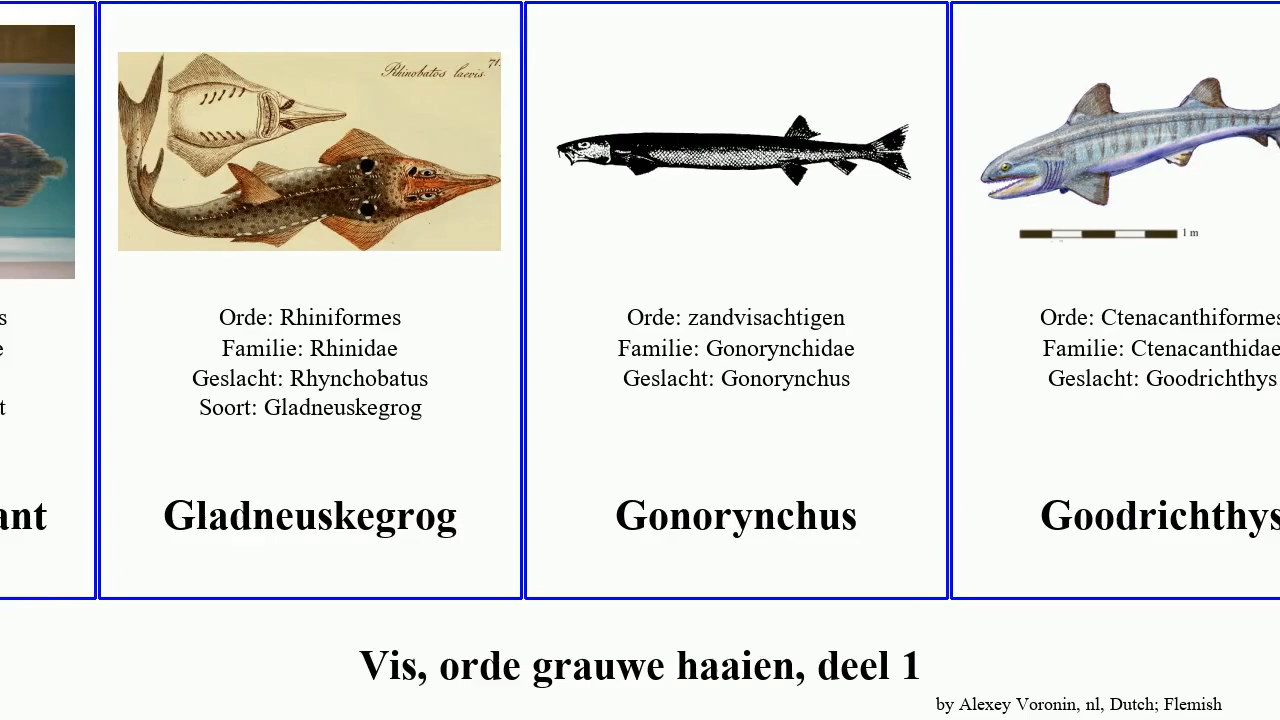 s
e
t
ant
Rhinobatos laevis.
71.
Orde: Rhiniformes
Familie: Rhinidae
Geslacht: Rhynchobatus
Soort: Gladneuskegrog
Gladneuskegrog
Orde: zandvisachtigen
Familie: Gonorynchidae
Geslacht: Gonorynchus
Gonorynchus
1 m
Orde: Ctenacanthiformes
Familie: Ctenacanthidae
Geslacht: Goodrichthys
Goodrichthys
Vis, orde grauwe haaien, deel 1
by Alexey Voronin, nl, Dutch; Flemish